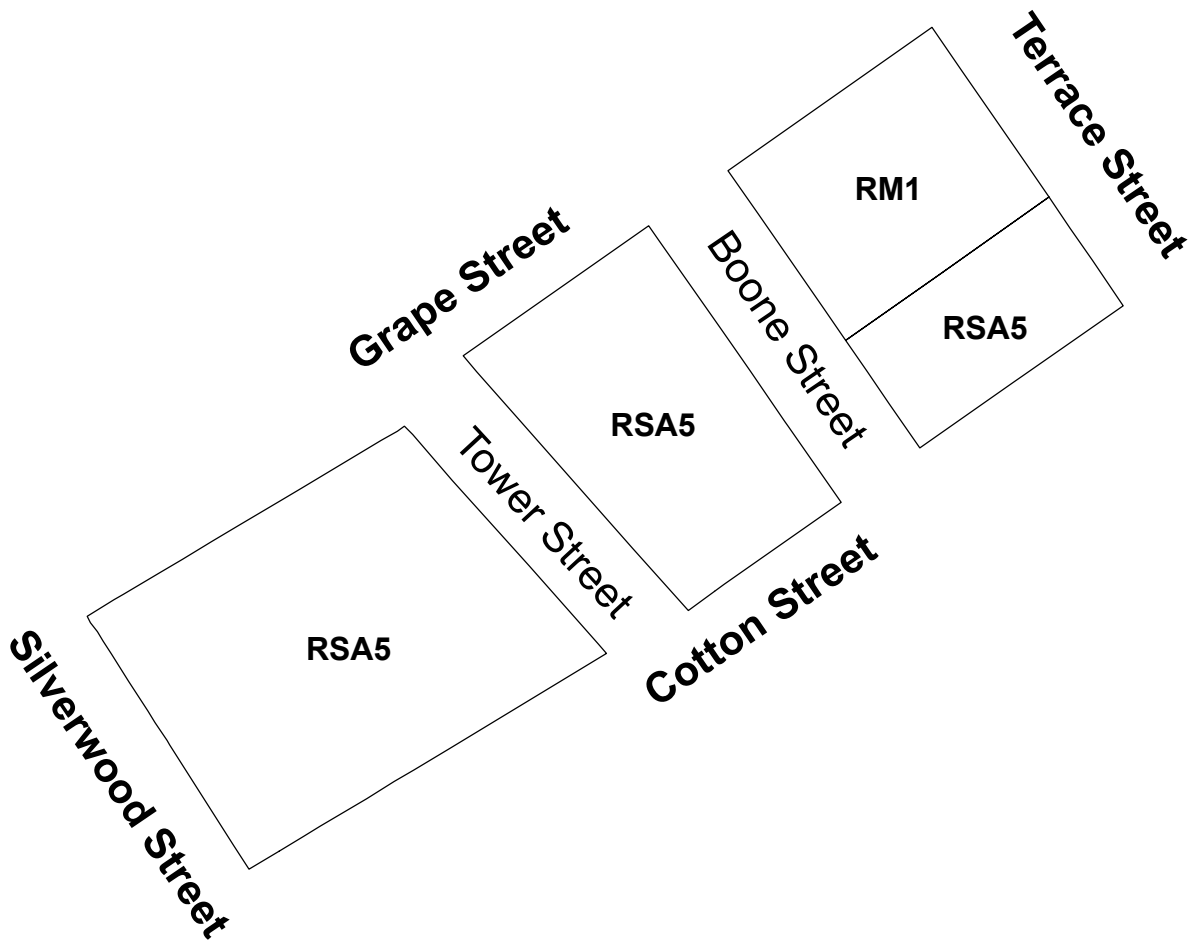 Terrace Street
RM1
Grape Street
Boone Street
RSA5
RSA5
Tower Street
Cotton Street
RSA5
Silverwood Street